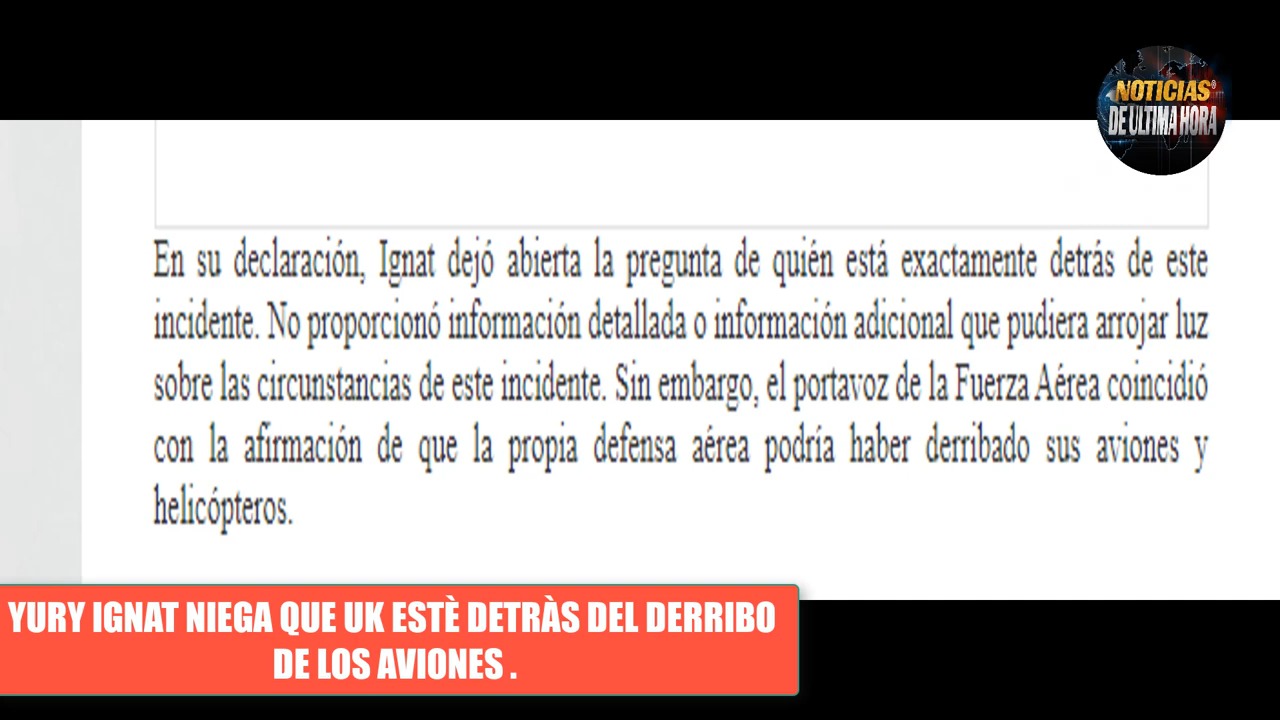 NOTICIAS
DE ULTIMA HORA
En su declaración, Ignat dejó abierta la pregunta de quién está exactamente detrás de este
incidente. No proporcionó información detallada o información adicional que pudiera arrojar luz
sobre las circunstancias de este incidente. Sin embargo, el portavoz de la Fuerza Aérea coincidió
con la afirmación de que la propia defensa aérea podría haber derribado sus aviones y
helicópteros.
YURY IGNAT NIEGA QUE UK ESTÈ DETRÀS DEL DERRIBO
DE LOS AVIONES .